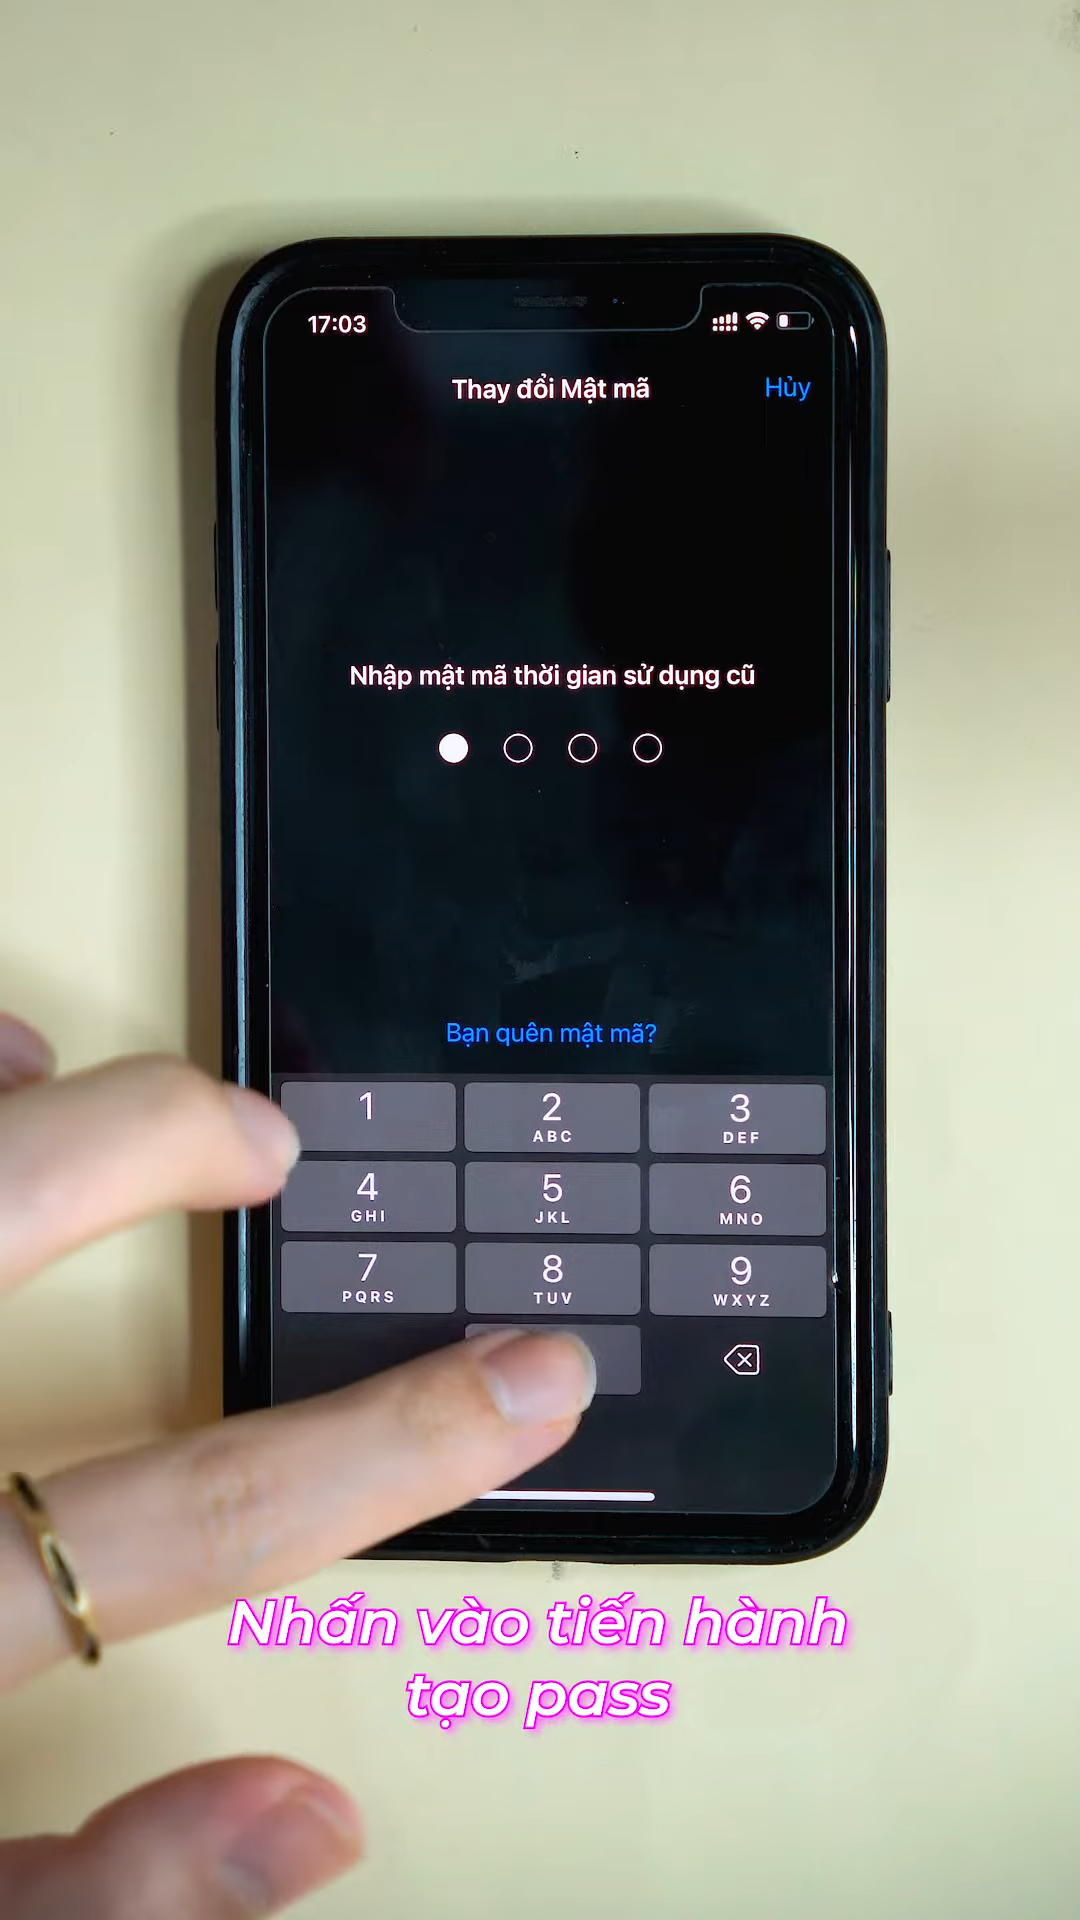 17:03
Thay đổi Mật mã
Hủy
Nhập mật mã thời gian sử dụng cũ
Bạn quên mật mã?
1
2
ABC
3
DEF
4
GHI
5
JKL
6
MNO
7
PQRS
8
TUV
9
WXYZ
Nhấn vào tiến hành
tạo pass